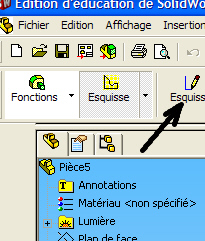 Edition d'éducation de SolidWo
Fichier Edition Affichage Insertion
Fonctions Esquisse Esquiss
Pièce5
Annotations
Matériau <non spécifié>
Lumière
Plan de face